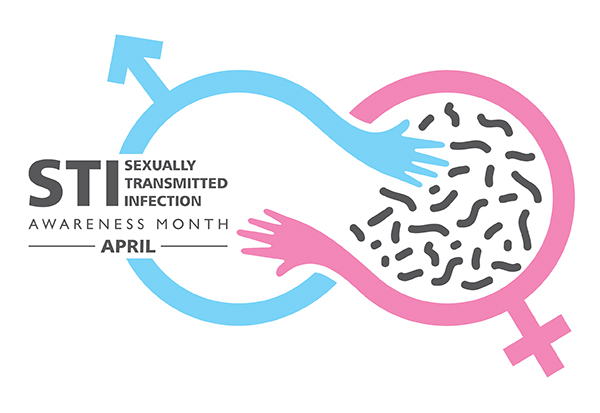 STI SEXUALLY
TRANSMITTED
INFECTION
AWARENESS MONTH
APRIL